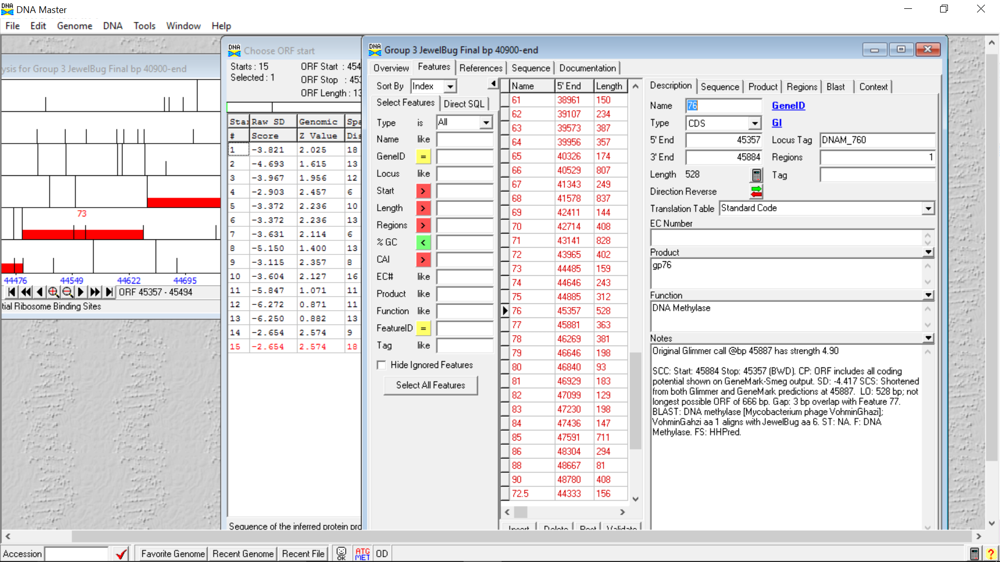 DNA Master
File Edit Genome DNA Tools Window Help
ysis for Group 3 JewelBug Final bp 40900-end
73
44476 44549 44622 44695
ORF 45357 - 45494
tial Ribosome Binding Sites
Choose ORF start
Starts : 15 ORF Start : 454
Selected : 1 ORF Stop : 453
ORF Length : 13
Star Raw SD Genomic Spa
# Score Z Value Dis
1 -3.821 2.025 18
2 -4.693 1.615 13
3 -3.967 1.956 12
4 -2.903 2.457 6
5 -3.372 2.236 10
6 -3.372 2.236 13
7 -3.631 2.114 6
8 -5.150 1.400 13
9 -3.115 2.357 8
10 -3.604 2.127 16
11 -5.847 1.071 11
12 -6.272 0.871 11
13 -6.250 0.882 13
14 -2.654 2.574 9
15 -2.654 2.574 18
Sequence of the inferred protein pro
Group 3 JewelBug Final bp 40900-end
Overview Features References Sequence Documentation
Sort By Index
Select Features Direct SQL
Type is All
Name like
GeneID =
Locus like
Start >
Length >
Regions >
% GC <
CAI >
EC# like
Product like
Function like
FeatureID =
Tag like
Hide Ignored Features
Select All Features
Name 5' End Length
61 38961 150
62 39107 234
63 39573 387
64 39956 357
65 40326 174
66 40529 807
67 41343 249
68 41578 837
69 42411 144
70 42714 408
71 43141 828
72 43965 402
73 44485 159
74 44646 243
75 44885 312
76 45357 528
77 45881 363
78 46269 381
79 46646 198
80 46840 93
81 46929 183
82 47099 129
83 47230 198
84 47436 147
85 47591 711
86 48304 294
88 48667 81
90 48780 408
72.5 44333 156
Insert Delete Post Validate
Description Sequence Product Regions Blast Context
Name 76 GeneID
Type CDS GI
5' End 45357 Locus Tag DNAM_760
3' End 45884 Regions 1
Length 528 Tag
Direction Reverse
Translation Table Standard Code
EC Number
Product
gp76
Function
DNA Methylase
Notes
Original Glimmer call @bp 45887 has strength 4.90
SCC: Start: 45884 Stop: 45357 (BWD). CP: ORF includes all coding
potential shown on GeneMark-Smeg output. SD: -4.417 SCS: Shortened
from both Glimmer and GeneMark predictions at 45887. LO: 528 bp; not
longest possible ORF of 666 bp. Gap: 3 bp overlap with Feature 77.
BLAST: DNA methylase [Mycobacterium phage VohminGhazi];
VohminGahzi aa 1 aligns with JewelBug aa 6. ST: NA. F: DNA
Methylase. FS: HHPred.
Accession Favorite Genome Recent Genome Recent File OK ATG MET OD ?